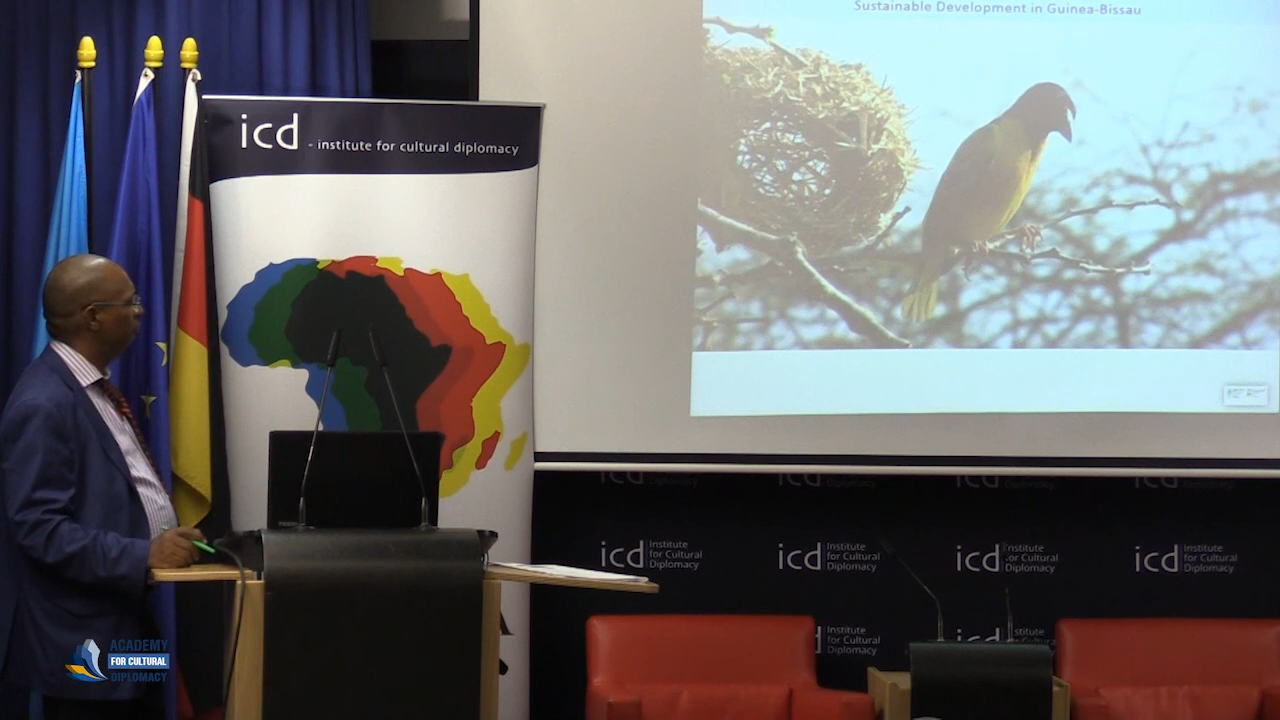 Sustainable Development in Guinea-Bissau
icd - institute for cultural diplomacy
icd Institute
for Cultural
Diplomacy
icd Institute
for Cultural
Diplomacy
icd Institute
for Cultural
Diplomacy
icd Institute
for Cultural
Diplomacy
Institute
for Cultural
Diplomacy
ACADEMY
FOR CULTURAL
DIPLOMACY